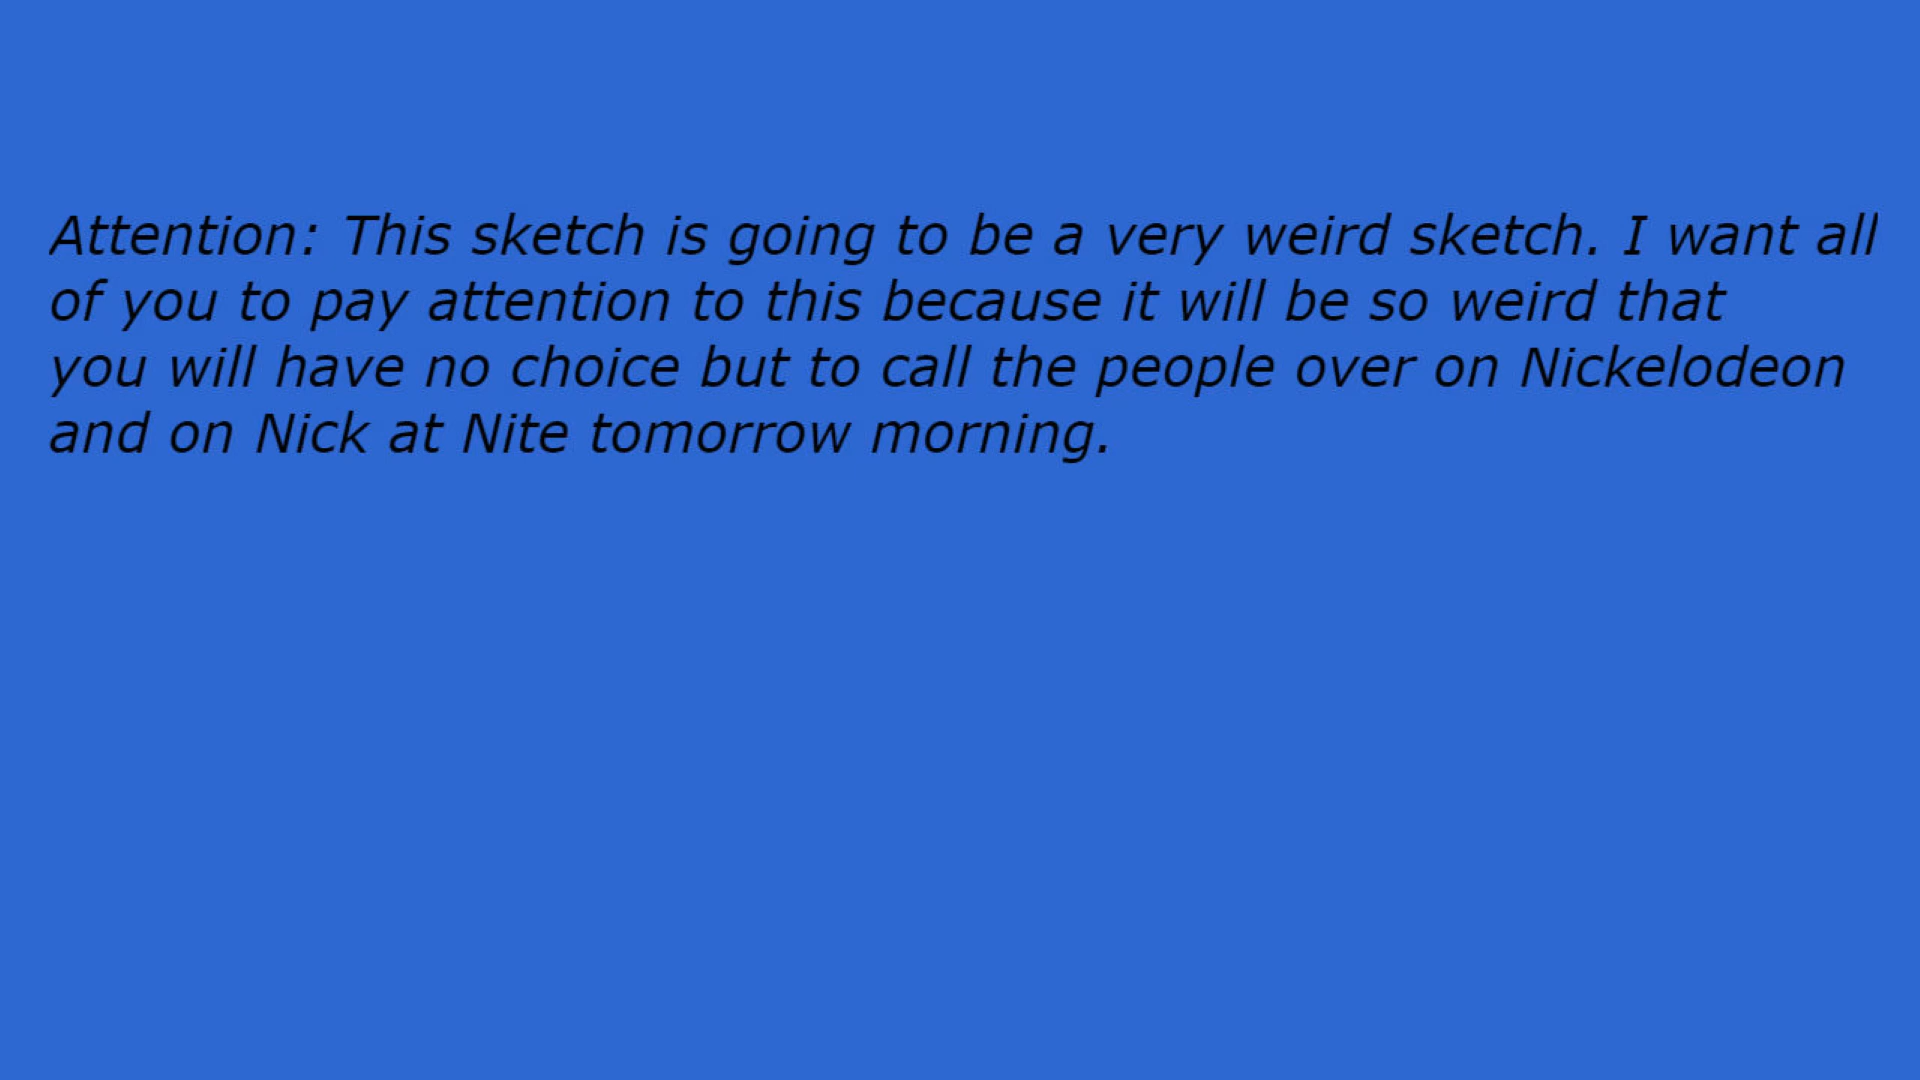 Attention: This sketch is going to be a very weird sketch. I want all
of you to pay attention to this because it will be so weird that
you will have no choice but to call the people over on Nickelodeon
and on Nick at Nite tomorrow morning.